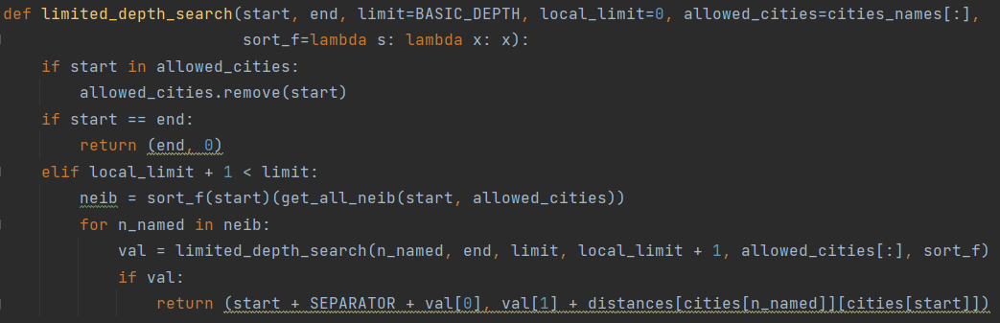 def limited_depth_search(start, end, limit=BASIC_DEPTH, local_limit=0, allowed_cities=cities_names[:],
                         sort_f=lambda s: lambda x: x):
    if start in allowed_cities:
        allowed_cities.remove(start)
    if start == end:
        return (end, 0)
    elif local_limit + 1 < limit:
        neib = sort_f(start)(get_all_neib(start, allowed_cities))
        for n_named in neib:
            val = limited_depth_search(n_named, end, limit, local_limit + 1, allowed_cities[:], sort_f)
            if val:
                return (start + SEPARATOR + val[0], val[1] + distances[cities[n_named]][cities[start]])